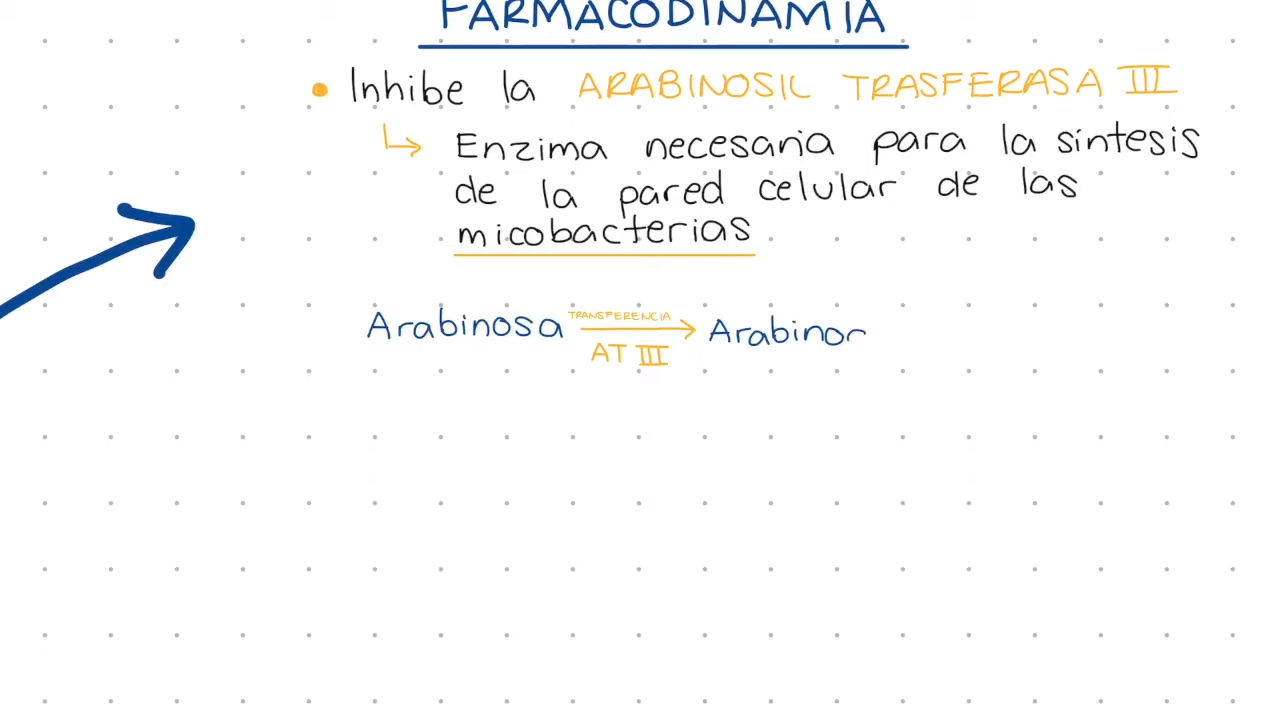 FARMACODINAMIA
• Inhibe la ARABINOSIL TRASFERASA III
Enzima necesaria para la síntesis
de la pared celular de las
micobacterias
TRANSFERENCIA
Arabinosa → Arabinor
AT III